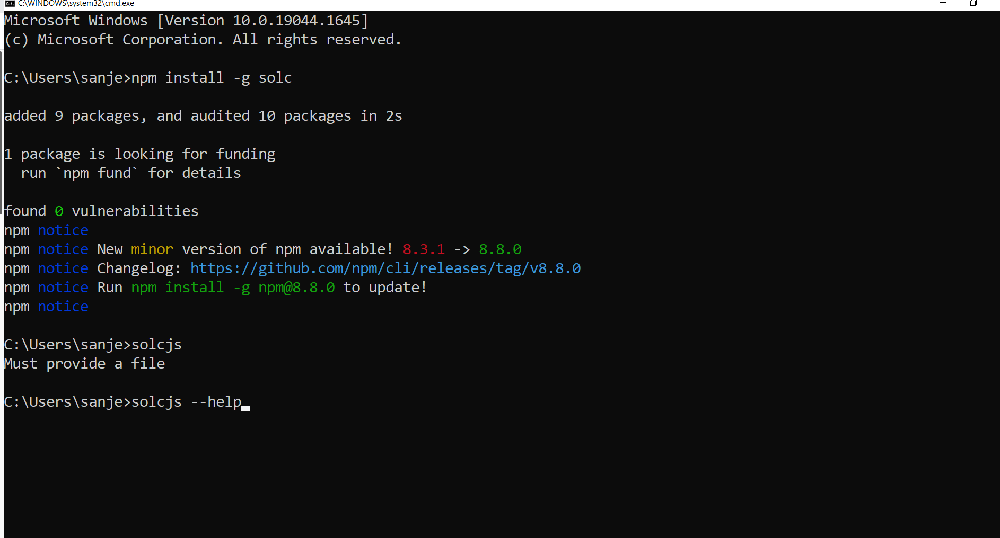 C:\WINDOWS\system32\cmd.exe
Microsoft Windows [Version 10.0.19044.1645]
(c) Microsoft Corporation. All rights reserved.
C:\Users\sanje>npm install -g solc
added 9 packages, and audited 10 packages in 2s
1 package is looking for funding
  run `npm fund` for details
found 0 vulnerabilities
npm notice
npm notice New minor version of npm available! 8.3.1 -> 8.8.0
npm notice Changelog: https://github.com/npm/cli/releases/tag/v8.8.0
npm notice Run npm install -g npm@8.8.0 to update!
npm notice
C:\Users\sanje>solcjs
Must provide a file
C:\Users\sanje>solcjs --help